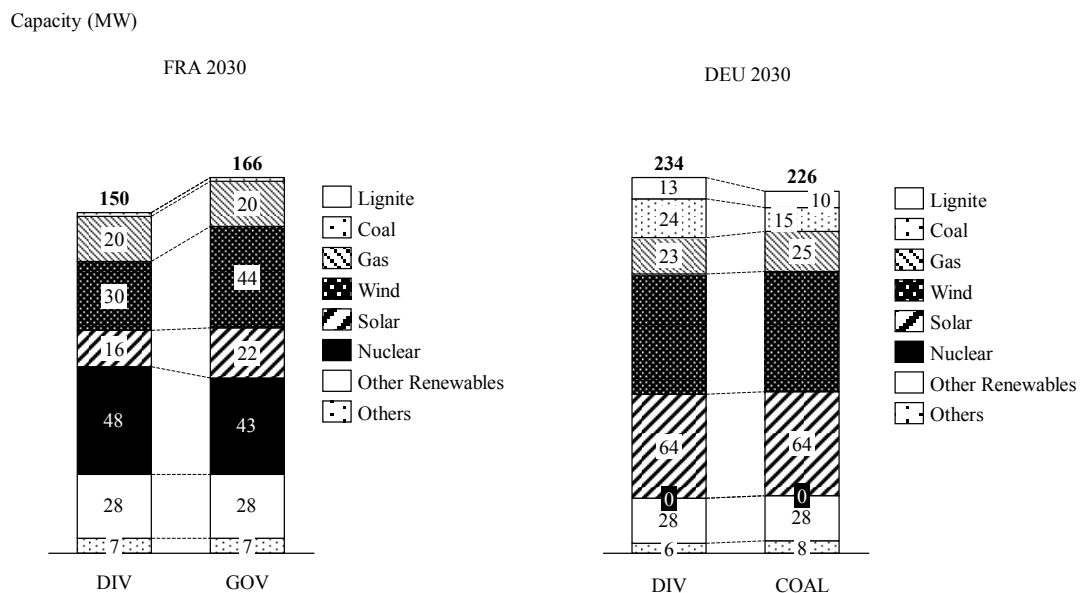 Capacity (MW)
FRA 2030
DEU 2030
150
166
20
20
30
44
16
22
48
43
28
28
7
7
DIV
GOV
Lignite
Coal
Gas
Wind
Solar
Nuclear
Other Renewables
Others
234
226
13
10
24
15
23
25
64
64
0
0
28
28
6
8
DIV
COAL
Lignite
Coal
Gas
Wind
Solar
Nuclear
Other Renewables
Others